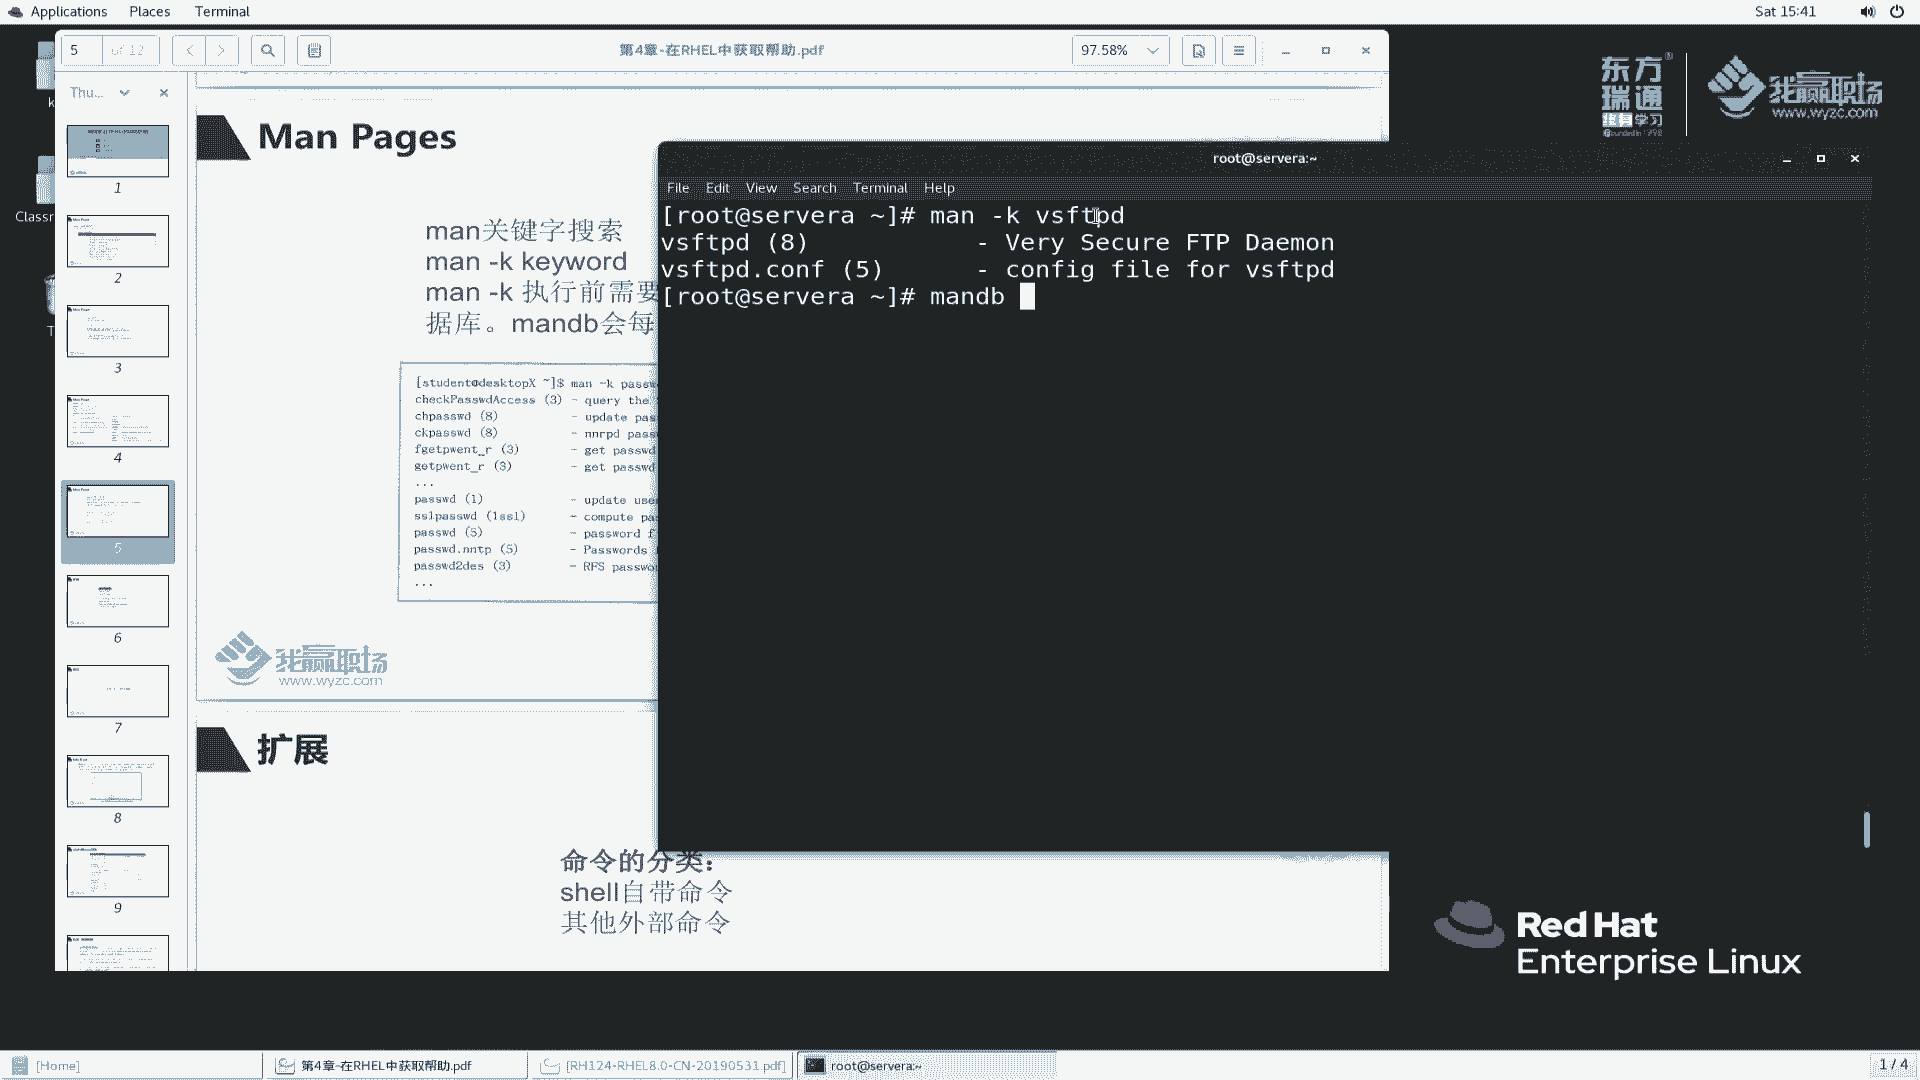 Applications Places Terminal Sat 15:41
5 of 12 第4章-在RHEL中获取帮助.pdf 97.58%
Thu...
1
2
3
4
5
6
7
8
9
Man Pages
man关键字搜索
man -k keyword
man -k 执行前需要
据库。mandb会每
[student@desktopX ~]$ man -k passw
checkPasswdAccess (3) - query the
chpasswd (8) - update pas
ckpasswd (8) - nnrpd passw
fgetpwent_r (3) - get passwd
getpwent_r (3) - get passwd
...
passwd (1) - update use
sslpasswd (1ssl) - compute pa
passwd (5) - password f
passwd.nntp (5) - Passwords
passwd2des (3) - RFS passwo
...
我赢职场
www.wyzc.com
扩展
命令的分类：
shell自带命令
其他外部命令
root@servera:~
File Edit View Search Terminal Help
[root@servera ~]# man -k vsftpd
vsftpd (8) - Very Secure FTP Daemon
vsftpd.conf (5) - config file for vsftpd
[root@servera ~]# mandb
东方
瑞通
终身学习
®
我赢职场
www.wyzc.com
Classr
Red Hat
Enterprise Linux
[Home] 第4章-在RHEL中获取帮助.pdf [RH124-RHEL8.0-CN-20190531.pdf] root@servera:~ 1 / 4